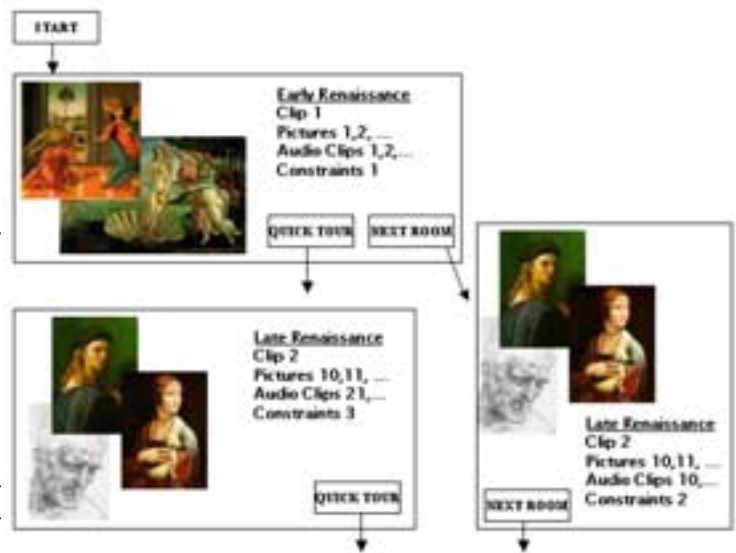 START
Early Renaissance
Clip 1
Pictures 1,2, ...
Audio Clips 1,2,...
Constraints 1
QUICK TOUR
NEXT ROOM
Late Renaissance
Clip 2
Pictures 10,11, ...
Audio Clips 21,...
Constraints 3
QUICK TOUR
Late Renaissance
Clip 2
Pictures 10,11, ...
Audio Clips 10,...
Constraints 2
NEXT ROOM